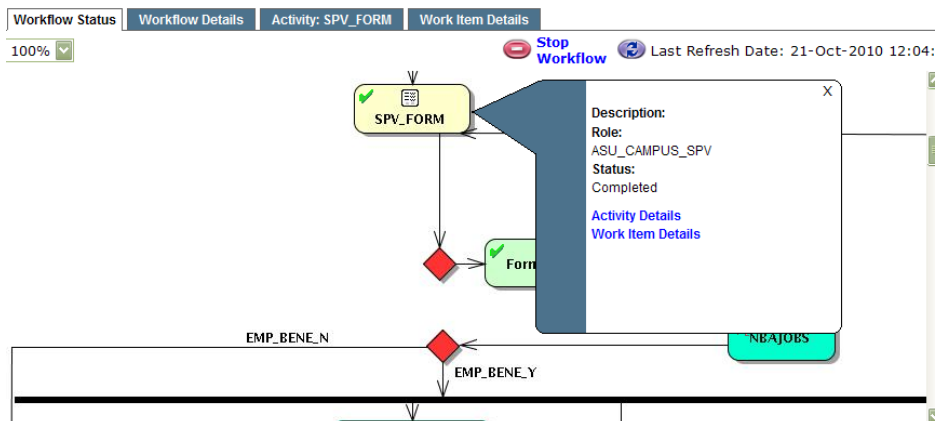 Workflow Status Workflow Details Activity: SPV_FORM Work Item Details
100% Stop Workflow Last Refresh Date: 21-Oct-2010 12:04:
SPV_FORM
X
Description:
Role:
ASU_CAMPUS_SPV
Status:
Completed
Activity Details
Work Item Details
Form
NBAJOBS
EMP_BENE_N
EMP_BENE_Y